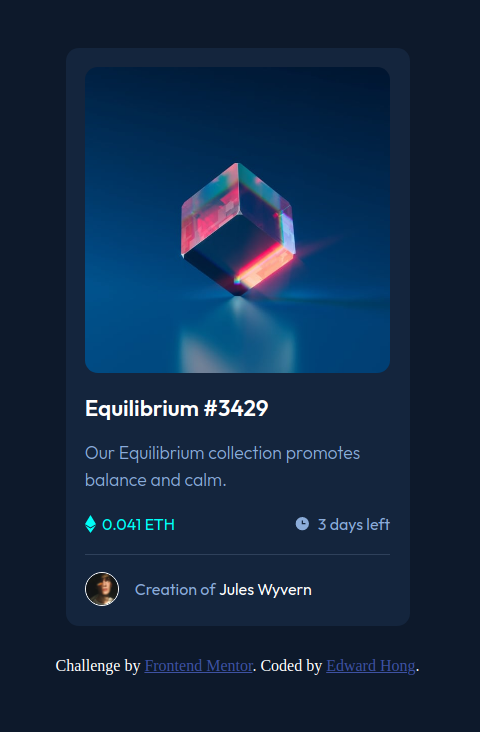 Equilibrium #3429
Our Equilibrium collection promotes
balance and calm.
0.041 ETH 3 days left
Creation of Jules Wyvern
Challenge by Frontend Mentor. Coded by Edward Hong.